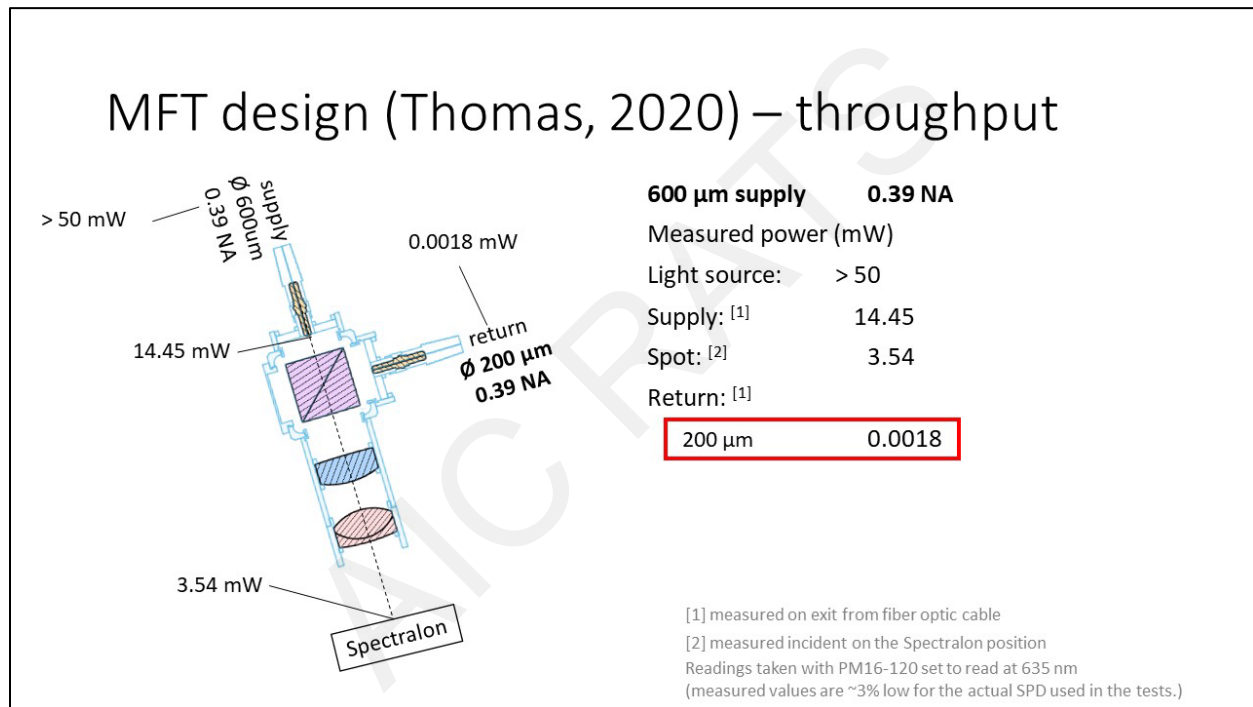 MFT design (Thomas, 2020) – throughput
> 50 mW
supply
Ø 600um
0.39 NA
0.0018 mW
14.45 mW
return
Ø 200 µm
0.39 NA
3.54 mW
Spectralon
600 µm supply 0.39 NA
Measured power (mW)
Light source: > 50
Supply: [1] 14.45
Spot: [2] 3.54
Return: [1]
200 µm 0.0018
[1] measured on exit from fiber optic cable
[2] measured incident on the Spectralon position
Readings taken with PM16-120 set to read at 635 nm
(measured values are ~3% low for the actual SPD used in the tests.)
AIC RATS